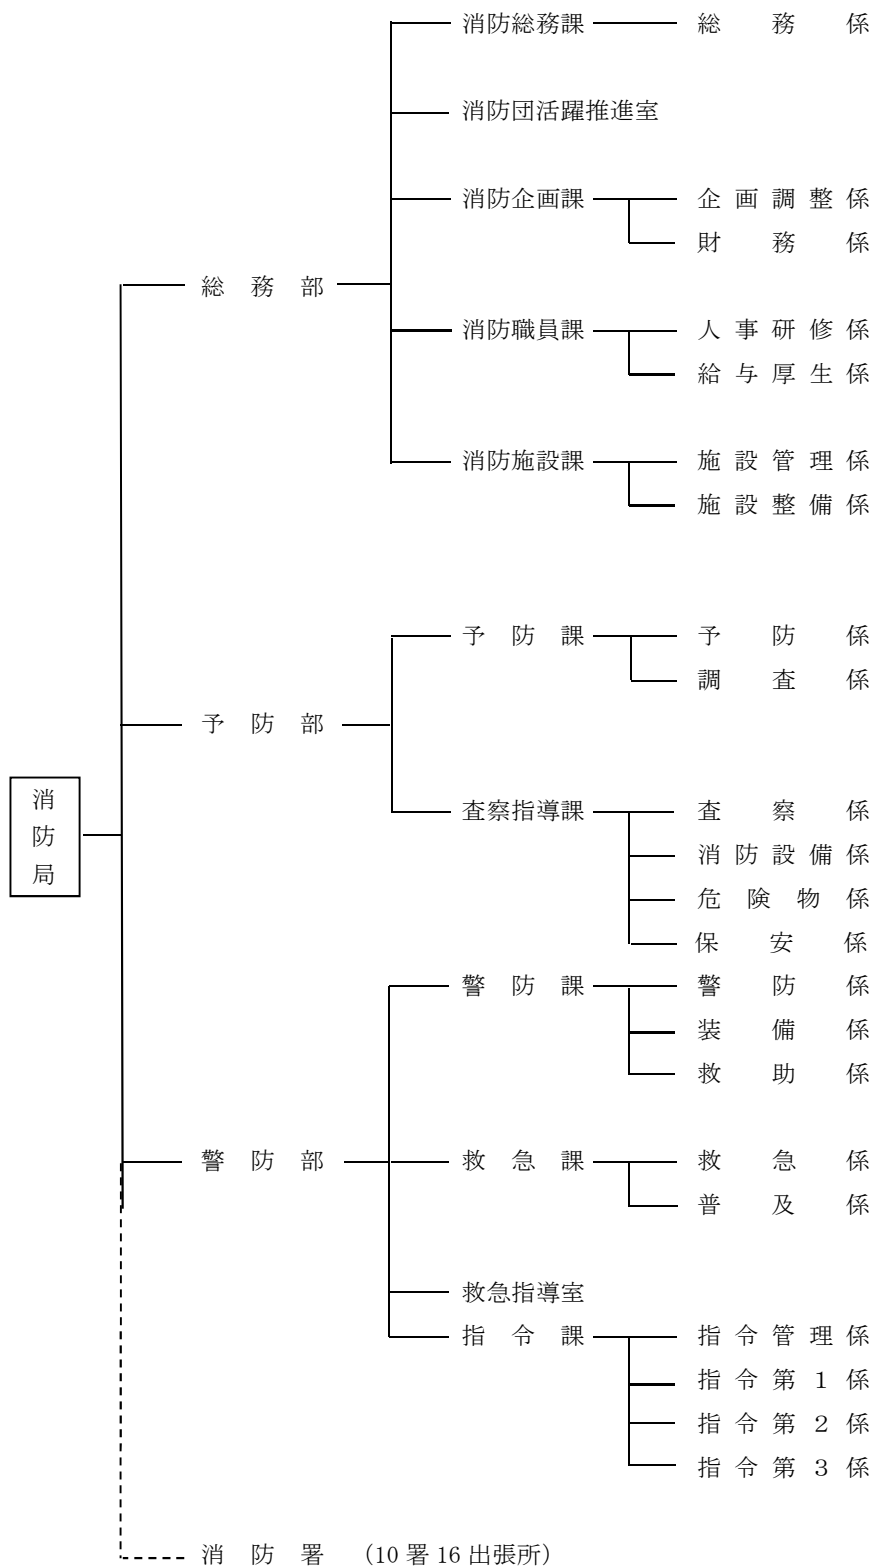 消防総務課 総務係
消防団活躍推進室
消防企画課 企画調整係
財務係
総務部
消防職員課 人事研修係
給与厚生係
消防施設課 施設管理係
施設整備係
予防課 予防係
調査係
予防部
消防局
査察指導課 査察係
消防設備係
危険物係
保安係
警防課 警防係
装備係
救助係
警防部 救急課 救急係
普及係
救急指導室
指令課 指令管理係
指令第1係
指令第2係
指令第3係
消防署 (10署16出張所)